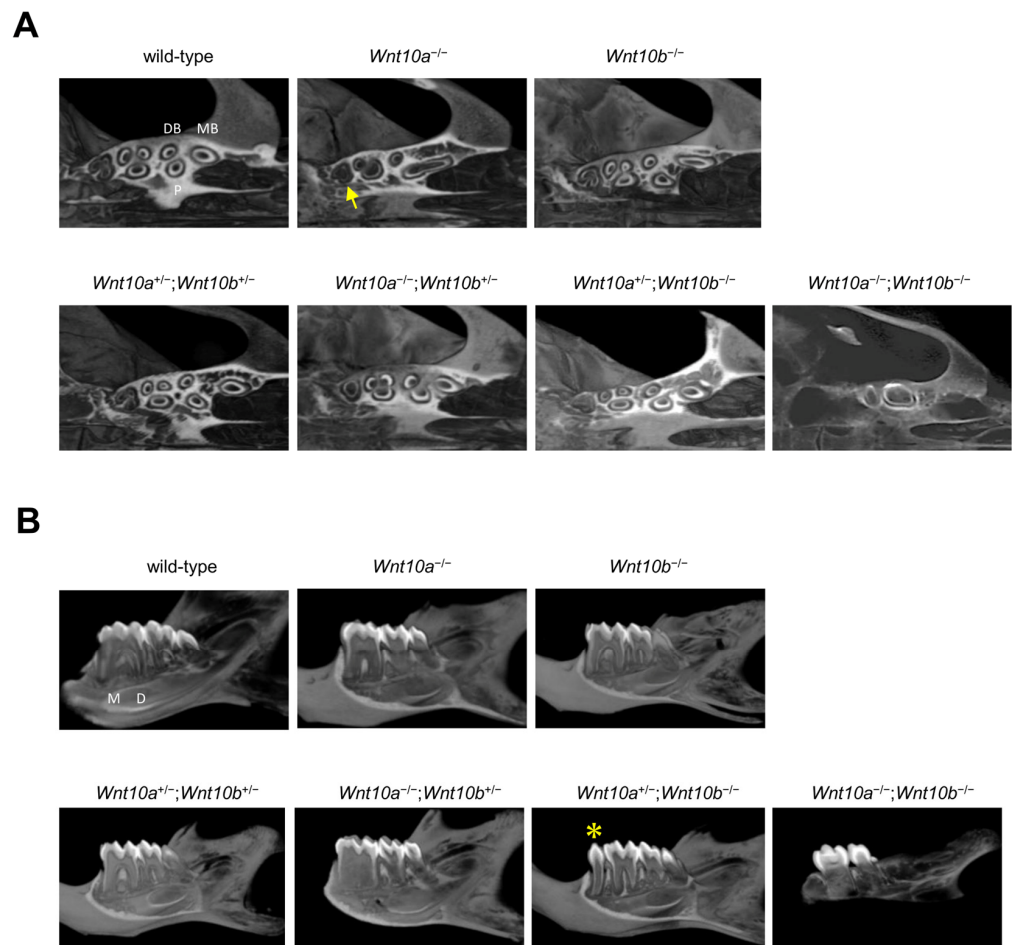 A
wild-type Wnt10a−/− Wnt10b−/−
DB MB
P
Wnt10a+/−;Wnt10b+/− Wnt10a−/−;Wnt10b+/− Wnt10a+/−;Wnt10b−/− Wnt10a−/−;Wnt10b−/−
B
wild-type Wnt10a−/− Wnt10b−/−
M D
Wnt10a+/−;Wnt10b+/− Wnt10a−/−;Wnt10b+/− Wnt10a+/−;Wnt10b−/− Wnt10a−/−;Wnt10b−/−
*